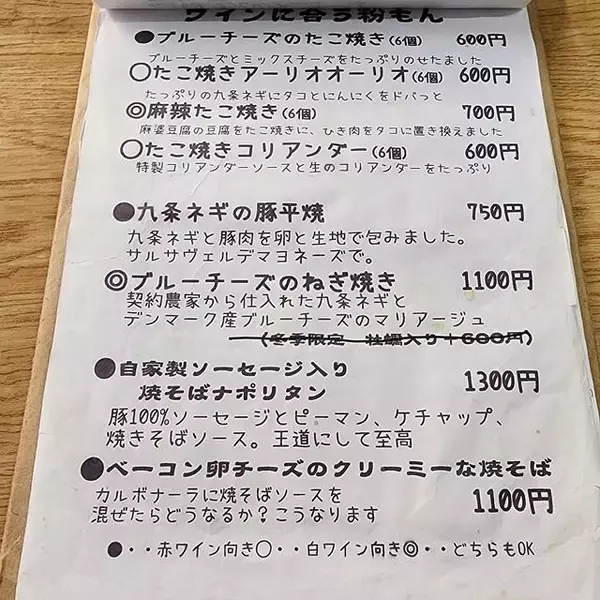 ワインに合う粉もん
●ブルーチーズのたこ焼き(6個) 600円
ブルーチーズとミックスチーズをたっぷりのせたました
○たこ焼きアーリオオーリオ(6個) 600円
たっぷりの九条ネギにタコとにんにくをドバっと
◎麻辣たこ焼き(6個) 700円
麻婆豆腐の豆腐をたこ焼きに、ひき肉をタコに置き換えました
○たこ焼きコリアンダー(6個) 600円
特製コリアンダーソースと生のコリアンダーをたっぷり
●九条ネギの豚平焼 750円
九条ネギと豚肉を卵と生地で包みました。
サルサヴェルデマヨネーズで。
◎ブルーチーズのねぎ焼き 1100円
契約農家から仕入れた九条ネギと
デンマーク産ブルーチーズのマリアージュ
(冬季限定 牡蠣入り+600円)
●自家製ソーセージ入り
焼そばナポリタン 1300円
豚100%ソーセージとピーマン、ケチャップ、
焼きそばソース。王道にして至高
●ベーコン卵チーズのクリーミーな焼そば
カルボナーラに焼そばソースを 1100円
混ぜたらどうなるか?こうなります
●・・赤ワイン向き○・・白ワイン向き◎・・どちらもOK